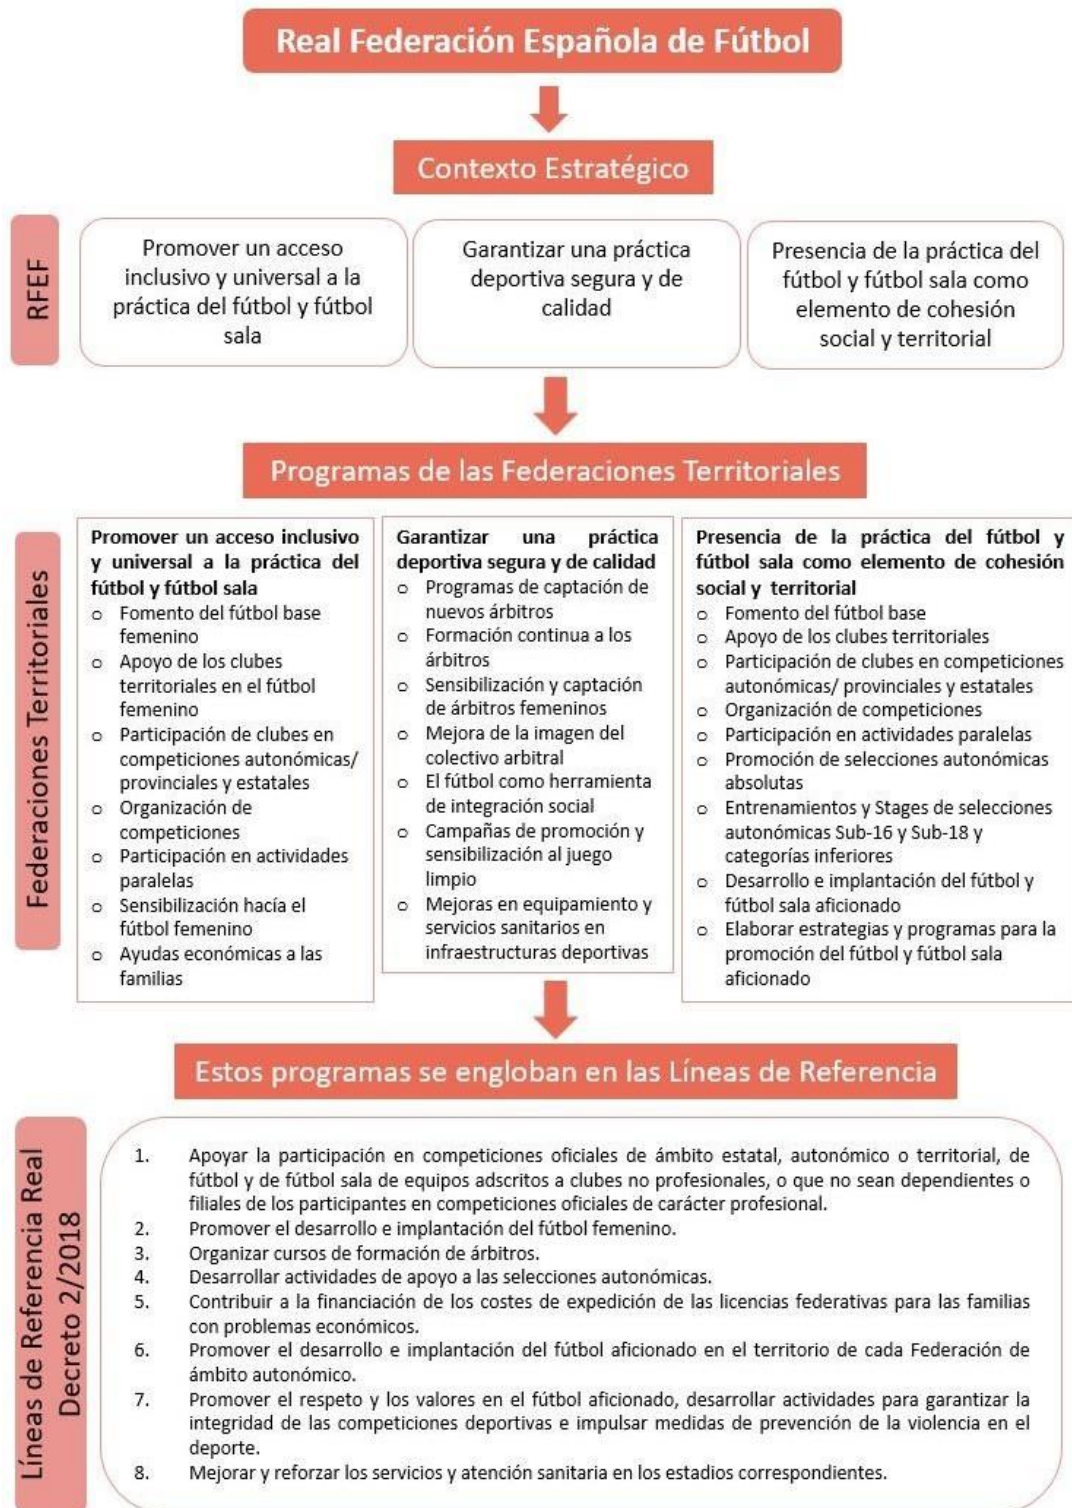 Real Federación Española de Fútbol
Contexto Estratégico
RFEF
Promover un acceso
inclusivo y universal a la
práctica del fútbol y fútbol
sala
Garantizar una práctica
deportiva segura y de
calidad
Presencia de la práctica del
fútbol y fútbol sala como
elemento de cohesión
social y territorial
Programas de las Federaciones Territoriales
Federaciones Territoriales
Promover un acceso inclusivo
y universal a la práctica del
fútbol y fútbol sala
o Fomento del fútbol base
femenino
o Apoyo de los clubes
territoriales en el fútbol
femenino
o Participación de clubes en
competiciones autonómicas/
provinciales y estatales
o Organización de
competiciones
o Participación en actividades
paralelas
o Sensibilización hacía el
fútbol femenino
o Ayudas económicas a las
familias
Garantizar una práctica
deportiva segura y de calidad
o Programas de captación de
nuevos árbitros
o Formación continua a los
árbitros
o Sensibilización y captación
de árbitros femeninos
o Mejora de la imagen del
colectivo arbitral
o El fútbol como herramienta
de integración social
o Campañas de promoción y
sensibilización al juego
limpio
o Mejoras en equipamiento y
servicios sanitarios en
infraestructuras deportivas
Presencia de la práctica del fútbol y
fútbol sala como elemento de cohesión
social y territorial
o Fomento del fútbol base
o Apoyo de los clubes territoriales
o Participación de clubes en competiciones
autonómicas/ provinciales y estatales
o Organización de competiciones
o Participación en actividades paralelas
o Promoción de selecciones autonómicas
absolutas
o Entrenamientos y Stages de selecciones
autonómicas Sub-16 y Sub-18 y
categorías inferiores
o Desarrollo e implantación del fútbol y
fútbol sala aficionado
o Elaborar estrategias y programas para la
promoción del fútbol y fútbol sala
aficionado
Estos programas se engloban en las Líneas de Referencia
Líneas de Referencia Real
Decreto 2/2018
1. Apoyar la participación en competiciones oficiales de ámbito estatal, autonómico o territorial, de
fútbol y de fútbol sala de equipos adscritos a clubes no profesionales, o que no sean dependientes o
filiales de los participantes en competiciones oficiales de carácter profesional.
2. Promover el desarrollo e implantación del fútbol femenino.
3. Organizar cursos de formación de árbitros.
4. Desarrollar actividades de apoyo a las selecciones autonómicas.
5. Contribuir a la financiación de los costes de expedición de las licencias federativas para las familias
con problemas económicos.
6. Promover el desarrollo e implantación del fútbol aficionado en el territorio de cada Federación de
ámbito autonómico.
7. Promover el respeto y los valores en el fútbol aficionado, desarrollar actividades para garantizar la
integridad de las competiciones deportivas e impulsar medidas de prevención de la violencia en el
deporte.
8. Mejorar y reforzar los servicios y atención sanitaria en los estadios correspondientes.